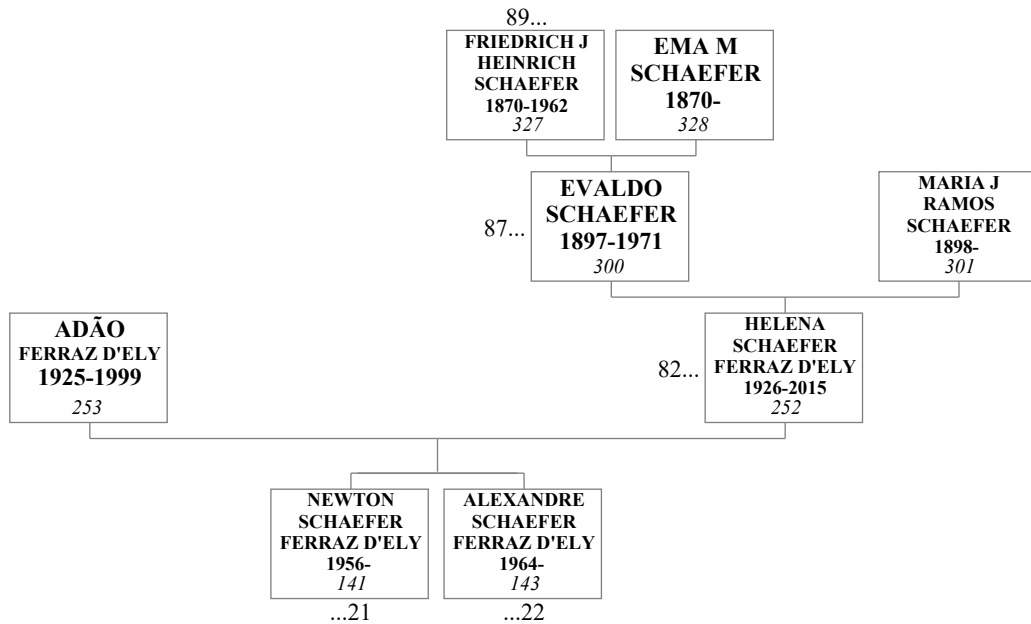 89...
FRIEDRICH J
HEINRICH
SCHAEFER
1870-1962
327
EMA M
SCHAEFER
1870-
328
87...
EVALDO
SCHAEFER
1897-1971
300
MARIA J
RAMOS
SCHAEFER
1898-
301
ADÃO
FERRAZ D'ELY
1925-1999
253
82...
HELENA
SCHAEFER
FERRAZ D'ELY
1926-2015
252
NEWTON
SCHAEFER
FERRAZ D'ELY
1956-
141
...21
ALEXANDRE
SCHAEFER
FERRAZ D'ELY
1964-
143
...22